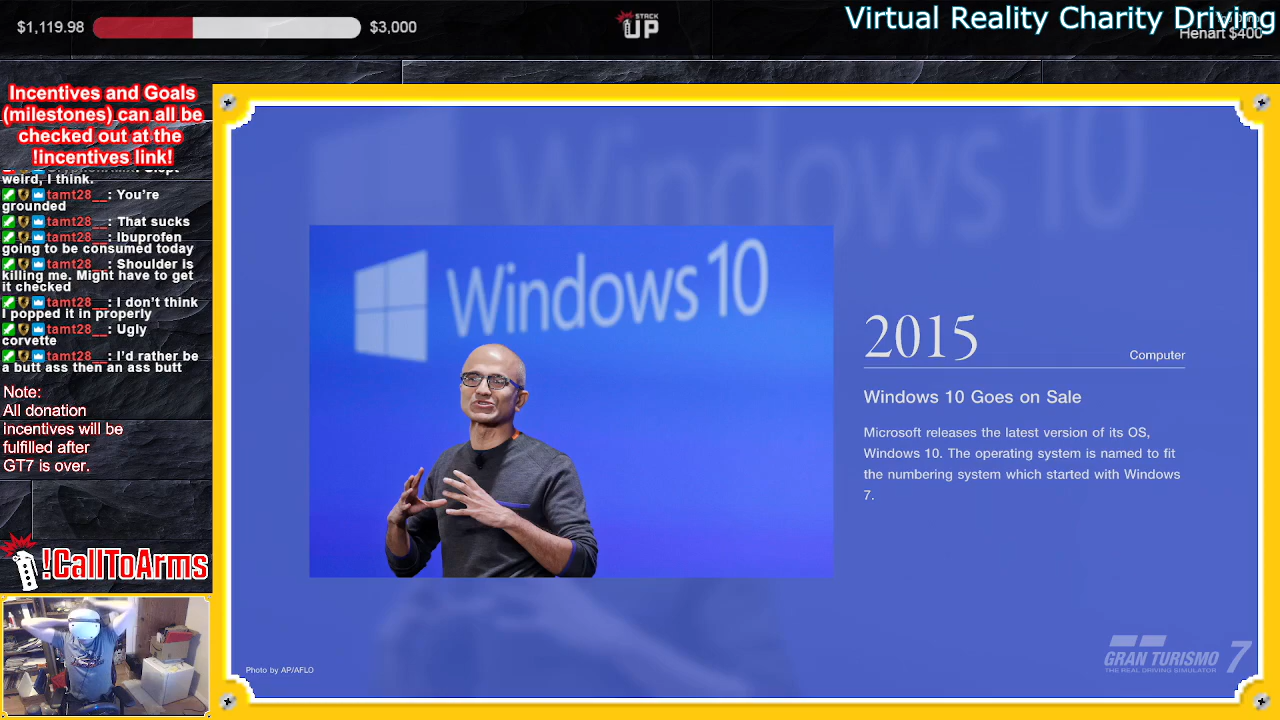 $1,119.98
$3,000
STACK
UP
Virtual Reality Charity Driving
Henart $400
Incentives and Goals
(milestones) can all be
checked out at the
!incentives link!
weird, I think.
tamt28__: You're
grounded
tamt28__: That sucks
tamt28__: Ibuprofen
going to be consumed today
tamt28__: Shoulder is
killing me. Might have to get
it checked
tamt28__: I don't think
I popped it in properly
tamt28__: Ugly
corvette
tamt28__: I'd rather be
a butt ass then an ass butt
Note:
All donation
incentives will be
fulfilled after
GT7 is over.
!CallToArms
Windows 10
Windows 10
2015
Computer
Windows 10 Goes on Sale
Microsoft releases the latest version of its OS,
Windows 10. The operating system is named to fit
the numbering system which started with Windows
7.
Photo by AP/AFLO
GRAN TURISMO 7
THE REAL DRIVING SIMULATOR